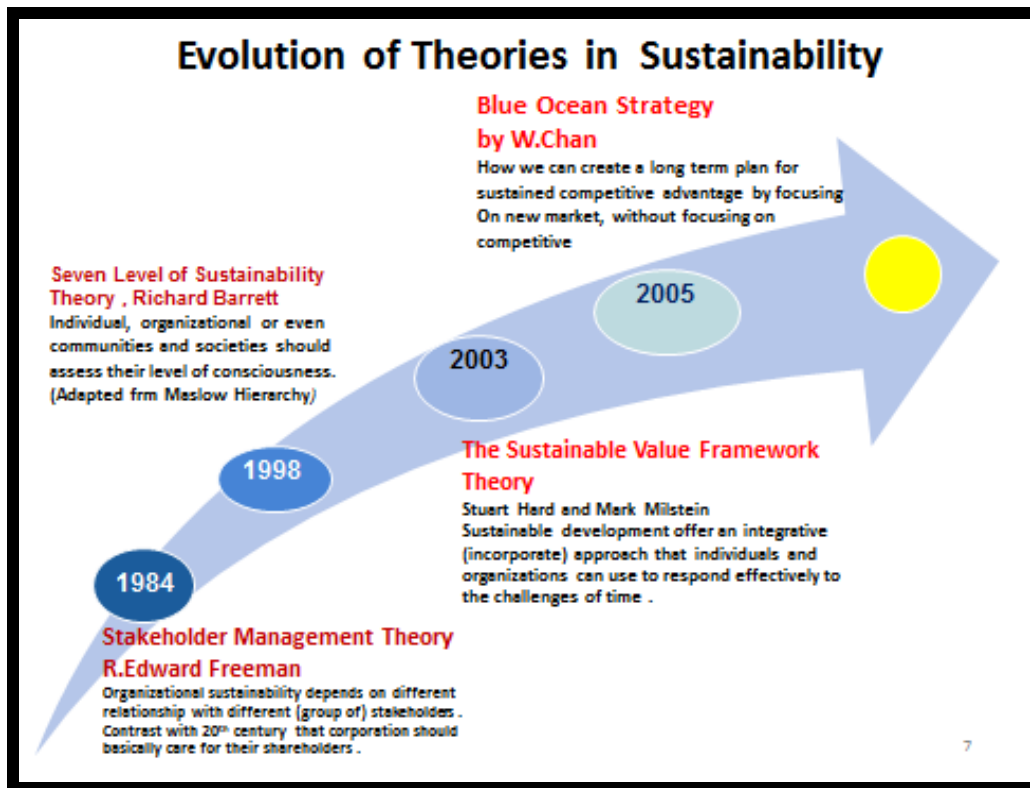 Evolution of Theories in Sustainability
Blue Ocean Strategy
by W.Chan
How we can create a long term plan for
sustained competitive advantage by focusing
On new market, without focusing on
competitive
2005
Seven Level of Sustainability
Theory , Richard Barrett
Individual, organizational or even
communities and societies should
assess their level of consciousness.
(Adapted frm Maslow Hierarchy)
2003
The Sustainable Value Framework
Theory
Stuart Hard and Mark Milstein
Sustainable development offer an integrative
(incorporate) approach that individuals and
organizations can use to respond effectively to
the challenges of time .
1998
1984
Stakeholder Management Theory
R.Edward Freeman
Organizational sustainability depends on different
relationship with different (group of) stakeholders .
Contrast with 20th century that corporation should
basically care for their shareholders .
7